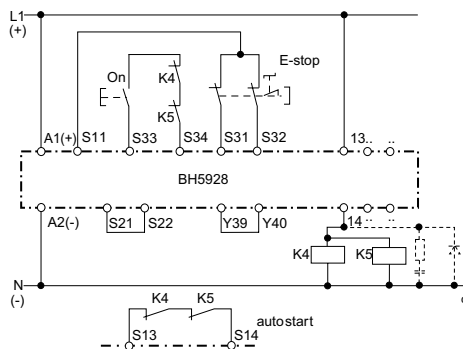 L1
(+)
E-stop
On
K4
K5
A1(+) S11 S33 S34 S31 S32 13.. ..
BH5928
A2(-) S21 S22 Y39 Y40 14 .. ..
K4 K5
N
(-)
K4 K5
S13 S14 autostart